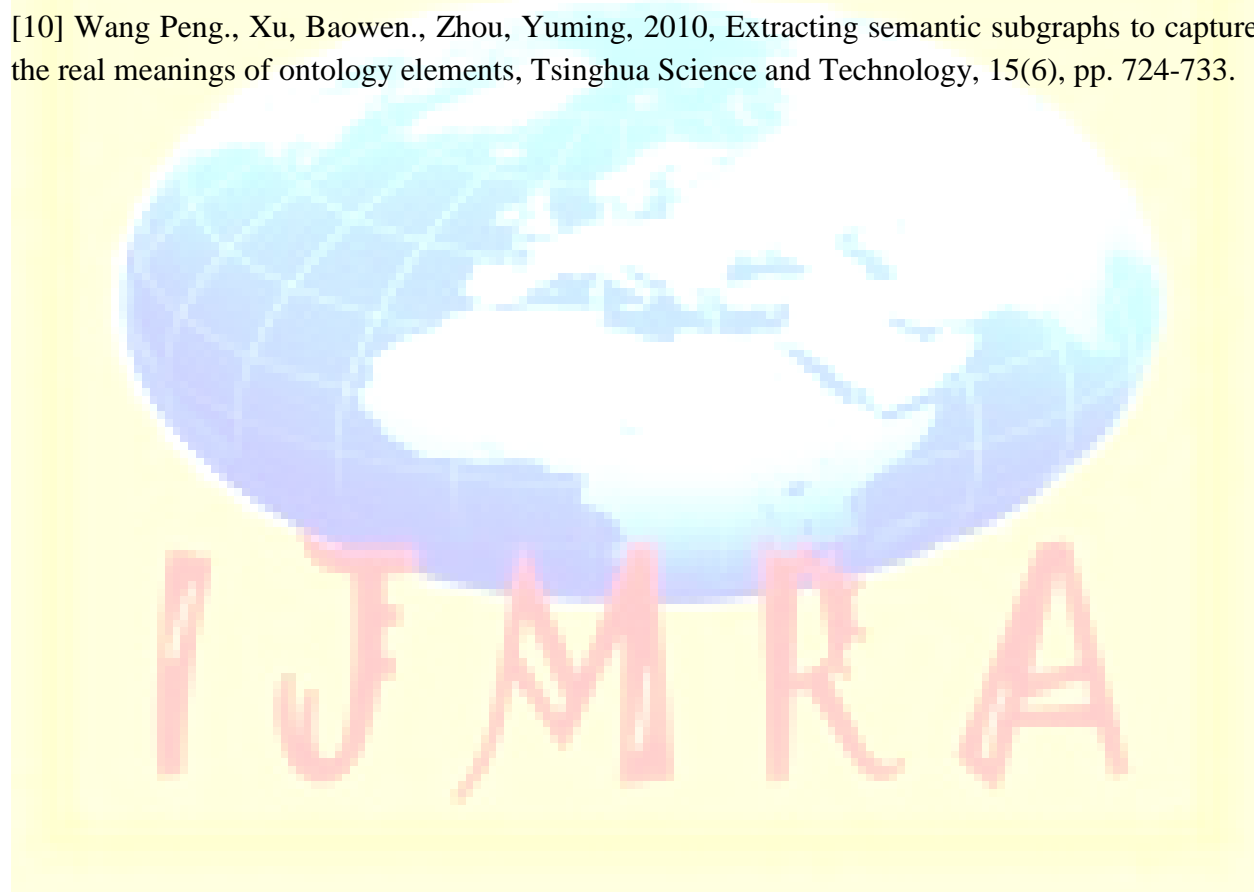 [10] Wang Peng., Xu, Baowen., Zhou, Yuming, 2010, Extracting semantic subgraphs to capture
the real meanings of ontology elements, Tsinghua Science and Technology, 15(6), pp. 724-733.
IJMRA